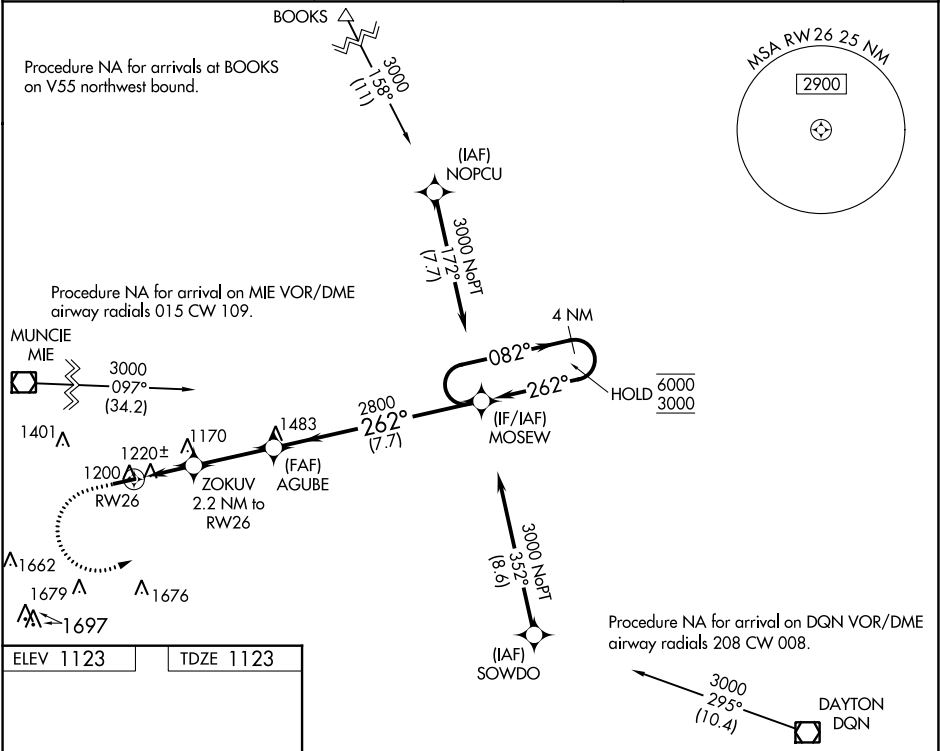 BOOKS
Procedure NA for arrivals at BOOKS
on V55 northwest bound.
3000
158°
(11)
MSA RW26 25 NM
2900
(IAF)
NOPCU
3000 NoPT
172°
(7.7)
Procedure NA for arrival on MIE VOR/DME
airway radials 015 CW 109.
MUNCIE
MIE
3000
097°
(34.2)
4 NM
082°
262°
HOLD
6000
3000
(IF/IAF)
MOSEW
2800
262°
(7.7)
1401
1483
1170
1220±
1200
RW26
(FAF)
AGUBE
ZOKUV
2.2 NM to
RW26
1662
1679
1676
1697
3000 NoPT
352°
(8.6)
(IAF)
SOWDO
Procedure NA for arrival on DQN VOR/DME
airway radials 208 CW 008.
3000
295°
(10.4)
DAYTON
DQN
ELEV 1123
TDZE 1123